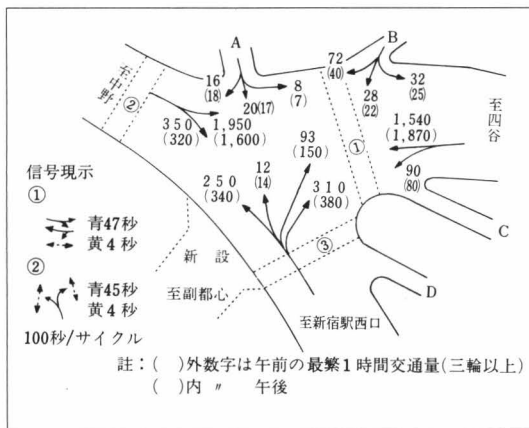 A
B
至中野
②
16
(18)
20(17)
8
(7)
72
(40)
28
(22)
32
(25)
至四谷
350
(320)
1,950
(1,600)
93
(150)
①
1,540
(1,870)
90
(80)
250
(340)
12
(14)
310
(380)
C
D
③
新設
至副都心
至新宿駅西口
信号現示
①
青47秒
黄4秒
②
青45秒
黄4秒
100秒/サイクル
註:( )外数字は午前の最繁1時間交通量(三輪以上)
( )内 〃 午後